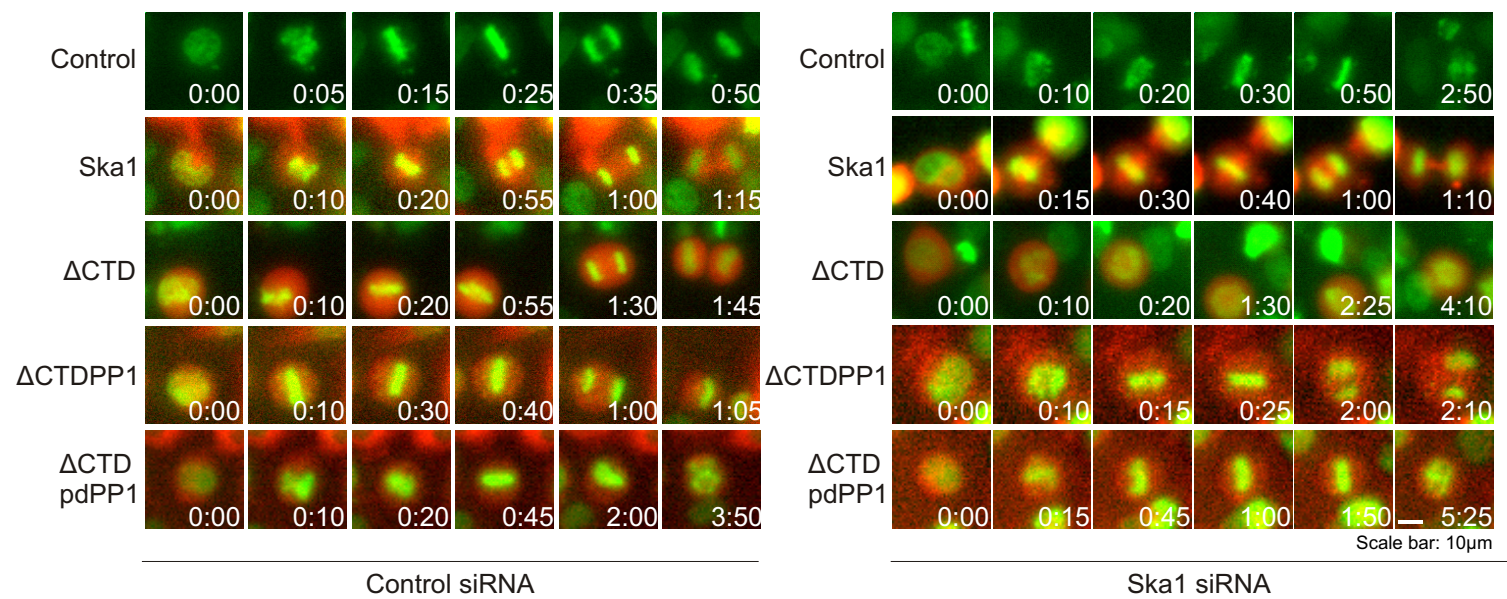 Control 0:00 0:05 0:15 0:25 0:35 0:50 Control 0:00 0:10 0:20 0:30 0:50 2:50
Ska1 0:00 0:10 0:20 0:55 1:00 1:15 Ska1 0:00 0:15 0:30 0:40 1:00 1:10
ΔCTD 0:00 0:10 0:20 0:55 1:30 1:45 ΔCTD 0:00 0:10 0:20 1:30 2:25 4:10
ΔCTDPP1 0:00 0:10 0:30 0:40 1:00 1:05 ΔCTDPP1 0:00 0:10 0:15 0:25 2:00 2:10
ΔCTD ΔCTD
pdPP1 0:00 0:10 0:20 0:45 2:00 3:50 pdPP1 0:00 0:15 0:45 1:00 1:50 5:25
Scale bar: 10μm
Control siRNA Ska1 siRNA